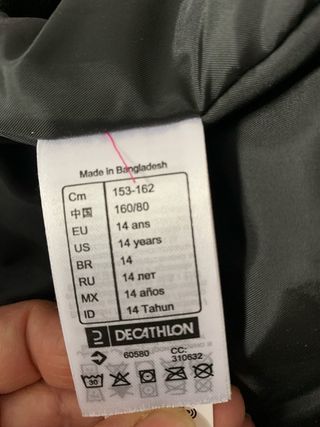 Made in Bangladesh
Cm 153-162
中国 160/80
EU 14 ans
US 14 years
BR 14
RU 14 лет
MX 14 años
ID 14 Tahun
DECATHLON
60580 CC: 310632
30